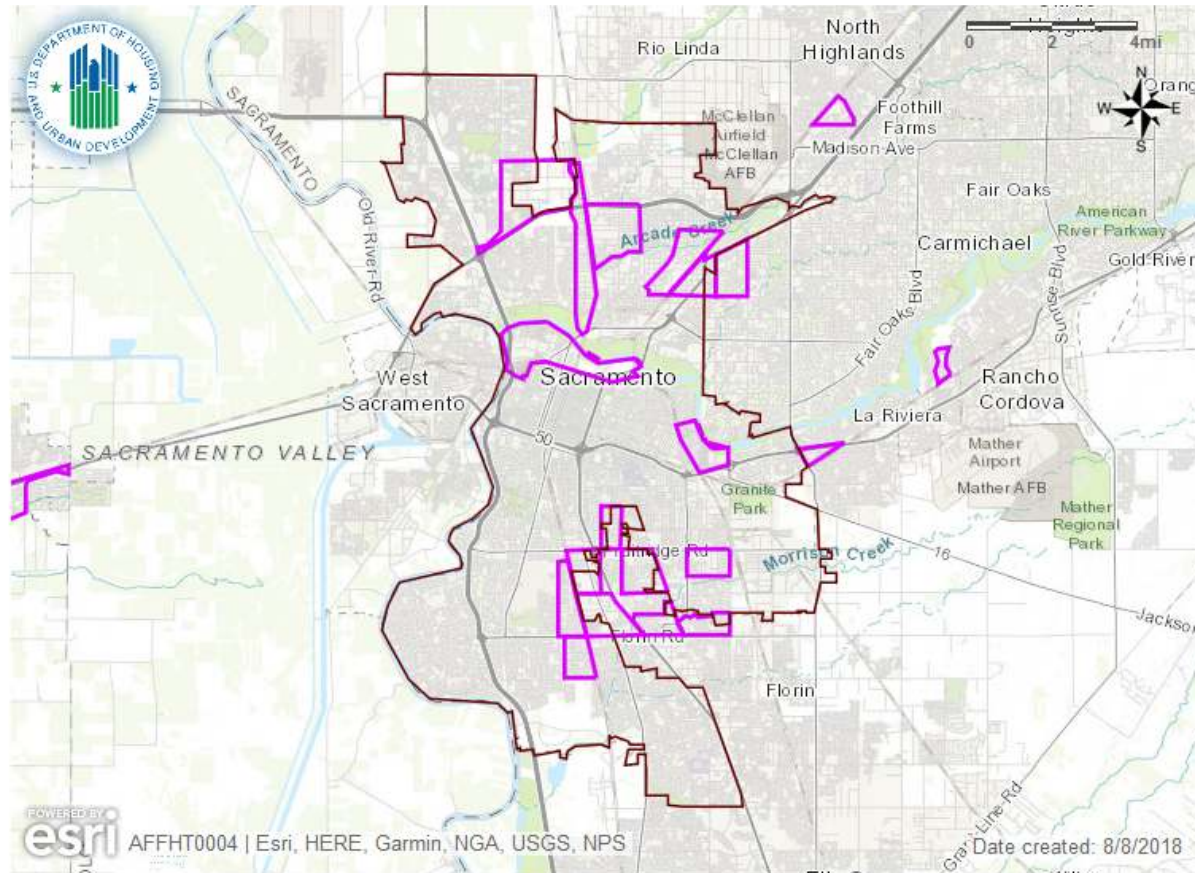 U.S. DEPARTMENT OF HOUSING
AND URBAN DEVELOPMENT
Rio Linda
North
Highlands
0 2 4mi
N
W E
S
Orang
SACRAMENTO
McClellan
Airfield
McClellan
AFB
Foothill
Farms
Madison Ave
Old-River-Rd
Fair Oaks
Arcade Creek
American
River Parkway
Carmichael
Gold-River
Sunrise-Blvd
Fair Oaks Blvd
West
Sacramento
Sacramento
Rancho
Cordova
La Riviera
50
SACRAMENTO VALLEY
Mather
Airport
Mather AFB
Granite
Park
Mather
Regional
Park
Morrison Creek
16
Jackson
Florin Rd
Florin
Grant-Line-Rd
POWERED BY
esri
AFFHT0004 | Esri, HERE, Garmin, NGA, USGS, NPS
Date created: 8/8/2018